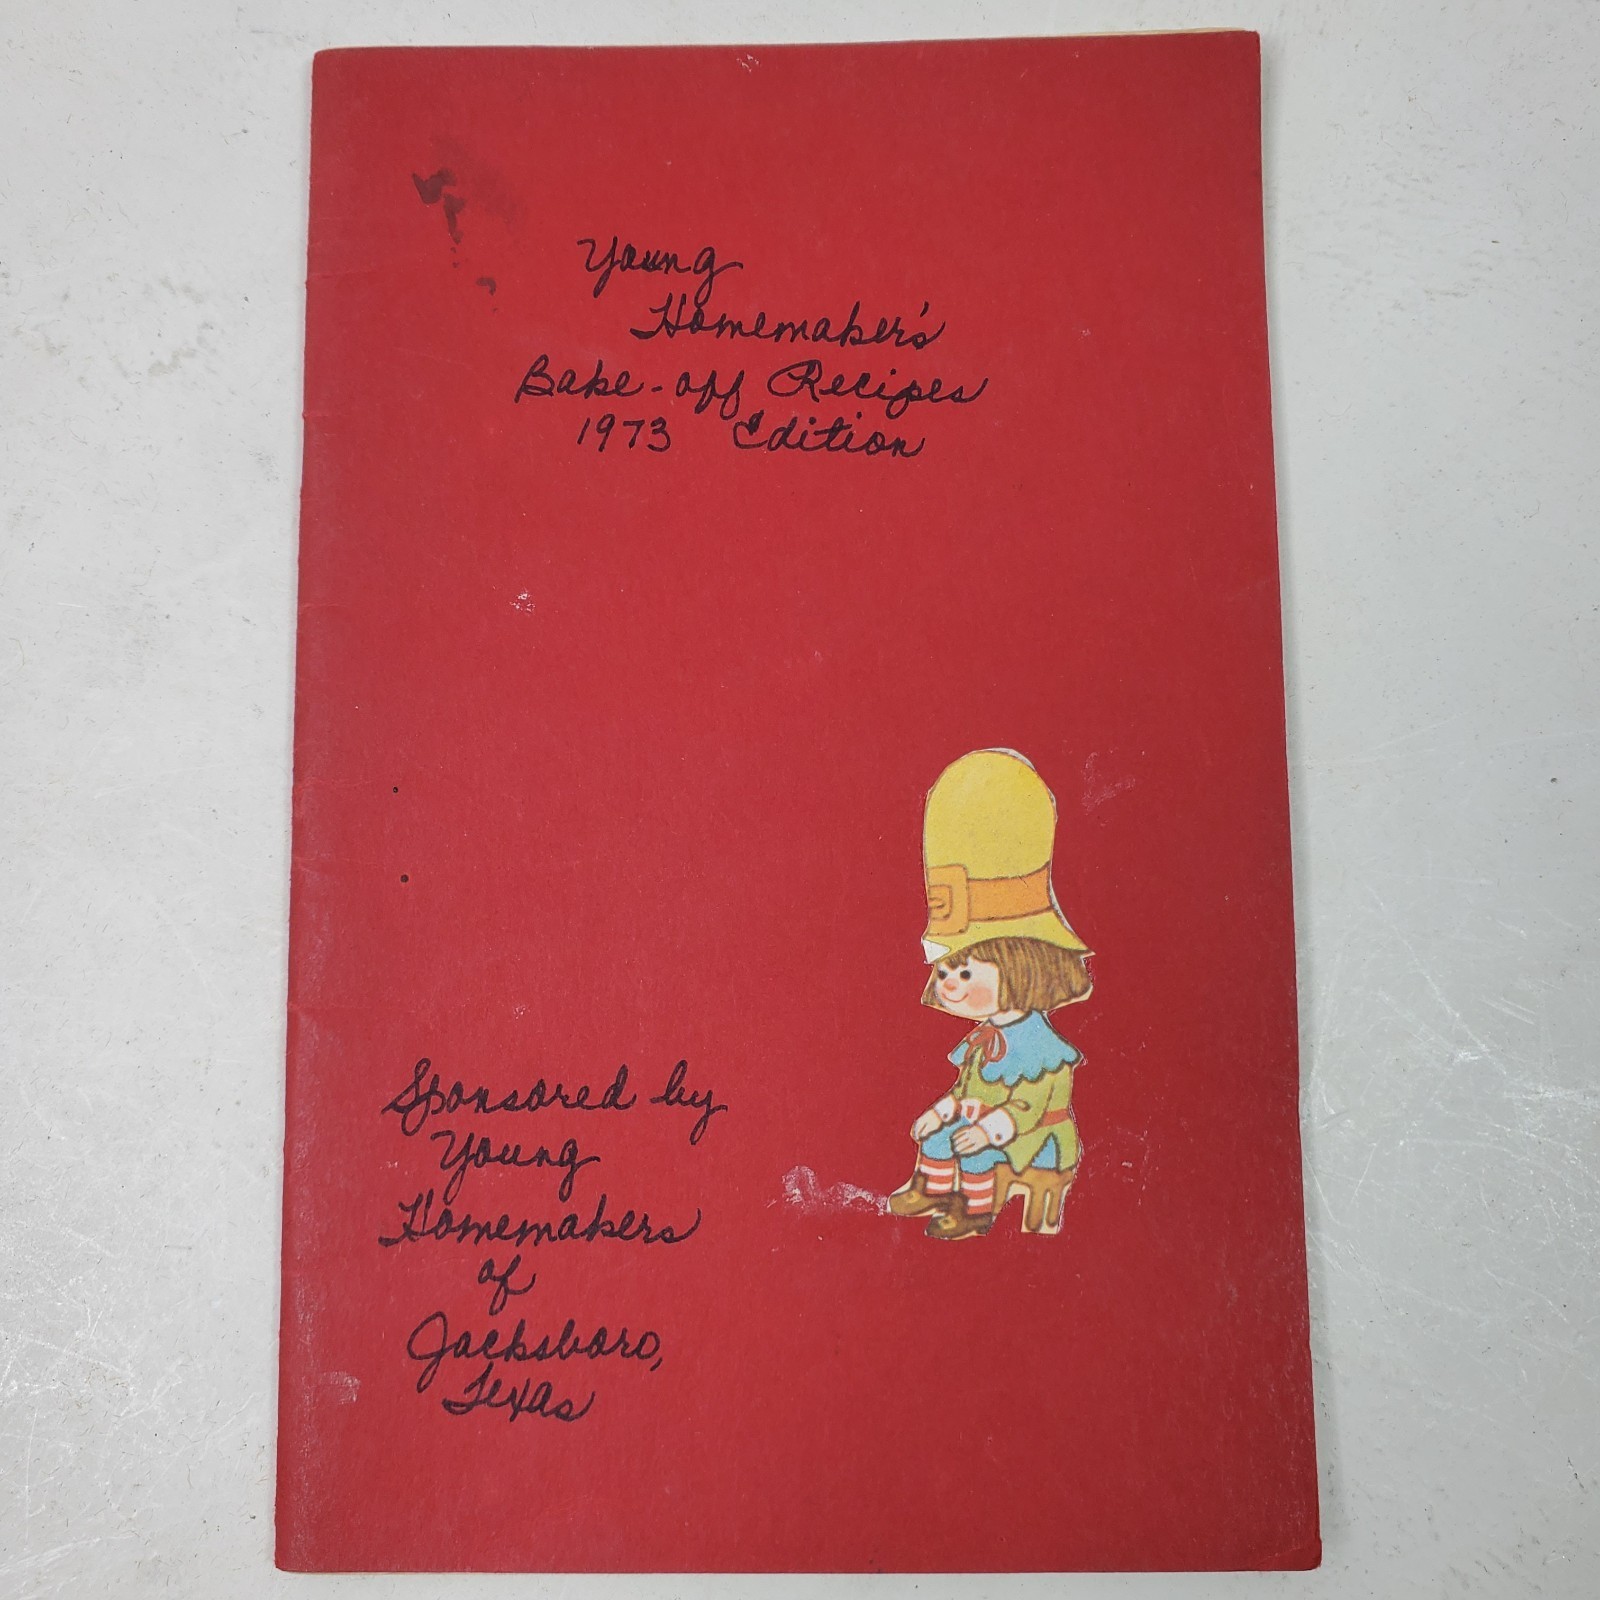 Young
Homemaker's
Bake-off Recipes
1973 Edition
Sponsored by
Young
Homemakers
of
Jacksboro,
Texas